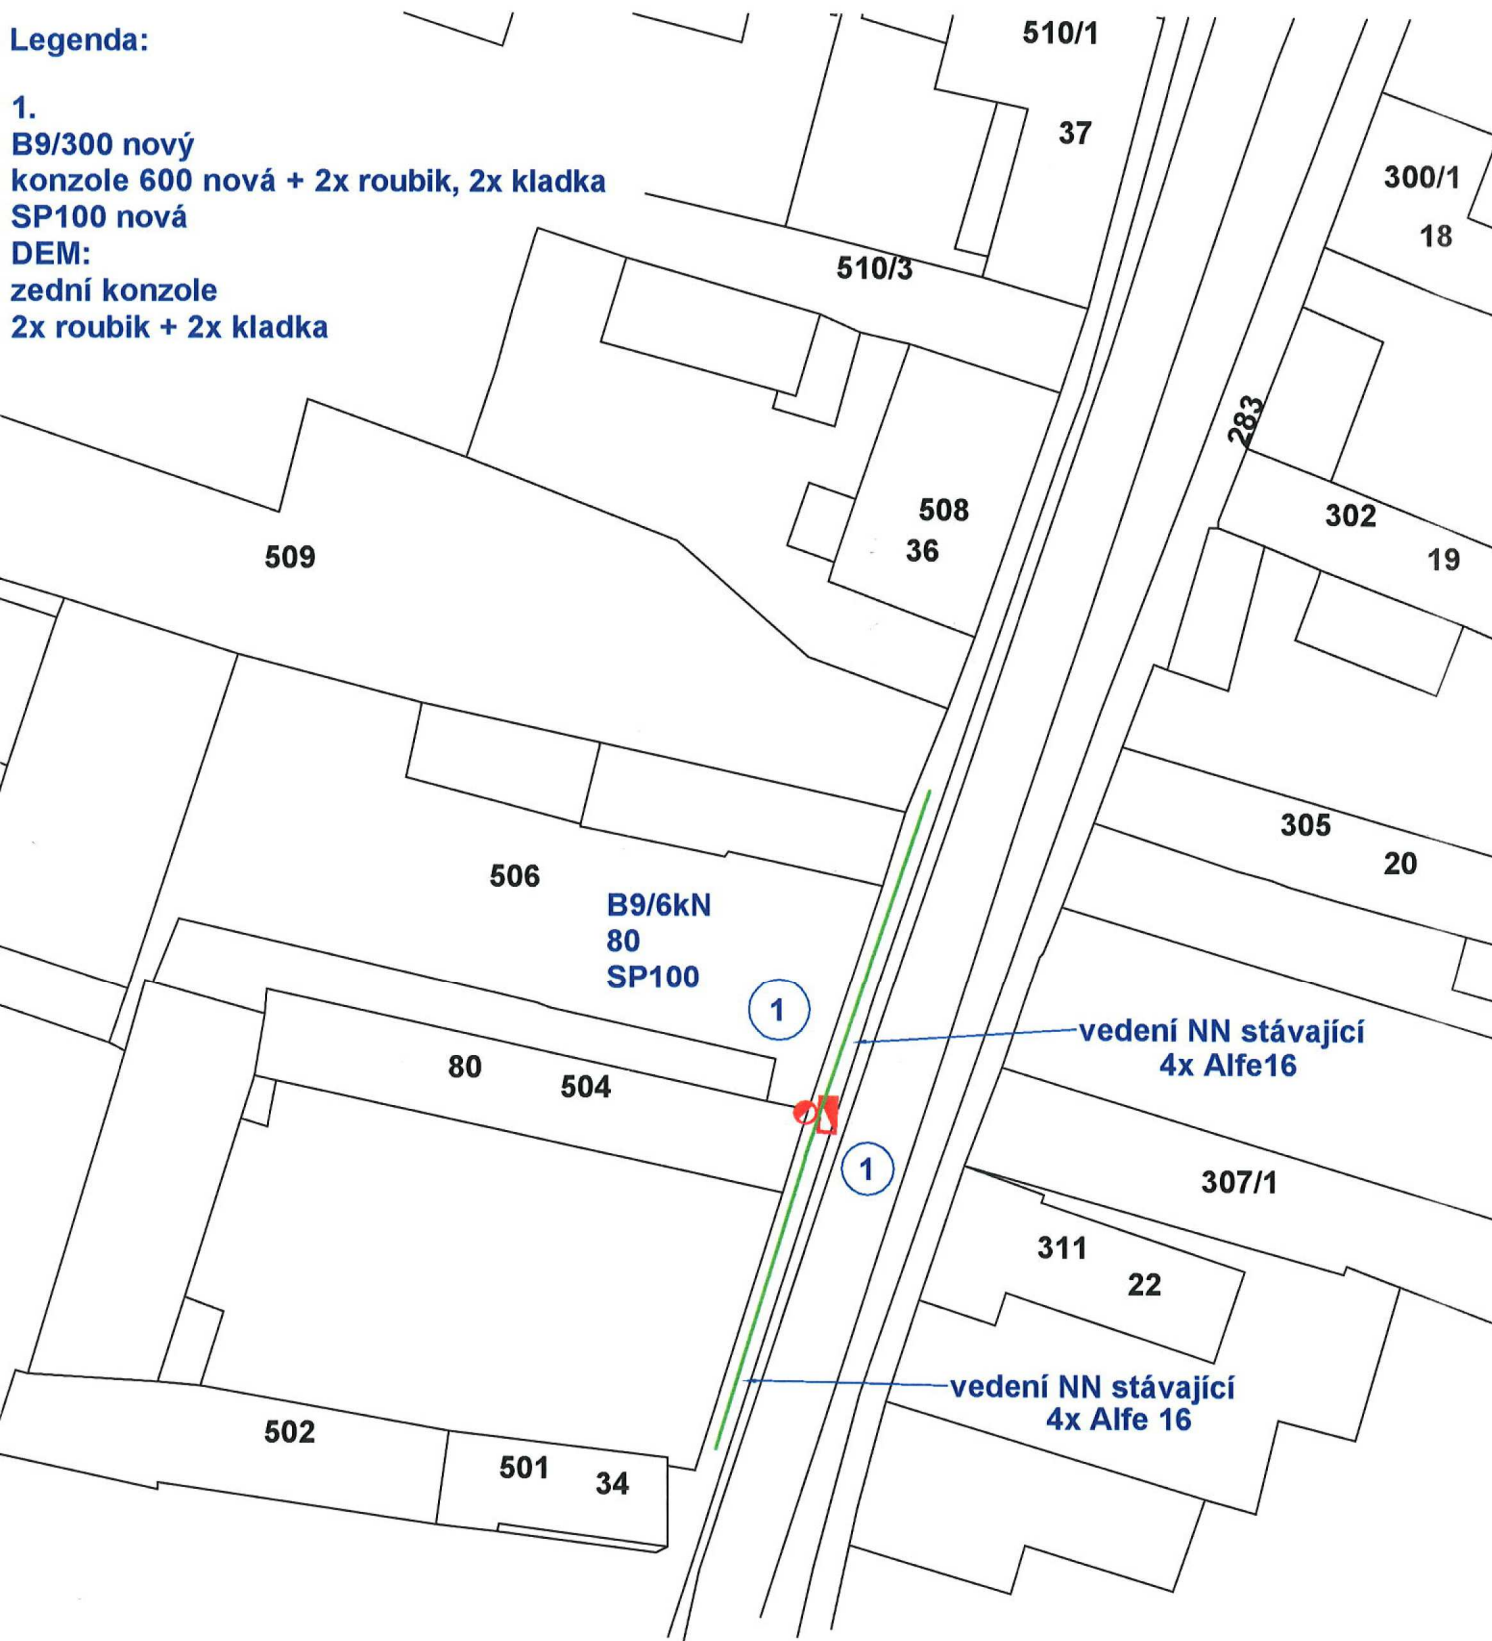 Legenda:
1.
B9/300 nový
konzole 600 nová + 2x roubik, 2x kladka
SP100 nová
DEM:
zední konzole
2x roubik + 2x kladka
510/1
37
300/1
18
510/3
283
508
36
302
19
509
305
20
506
B9/6kN
80
SP100
1
vedení NN stávající
4x Alfe16
80
504
1
307/1
311
22
vedení NN stávající
4x Alfe 16
502
501
34